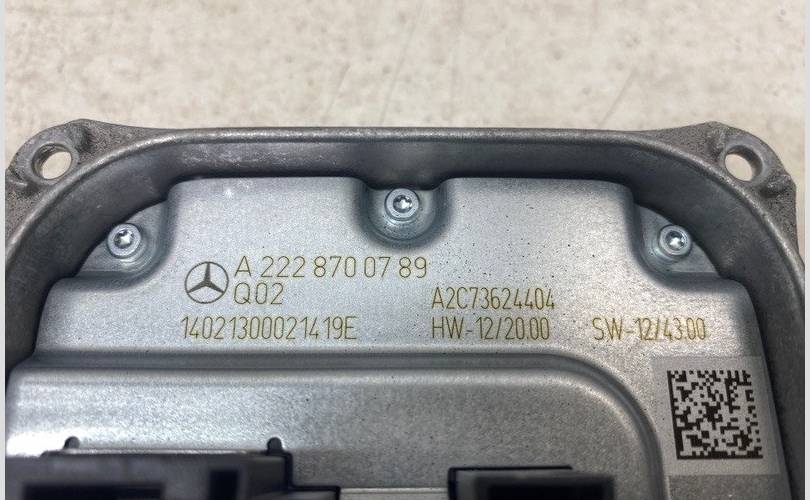 A 222 870 07 89
Q02
A2C73624404
14021300021419E
HW-12/20.00
SW-12/43.00